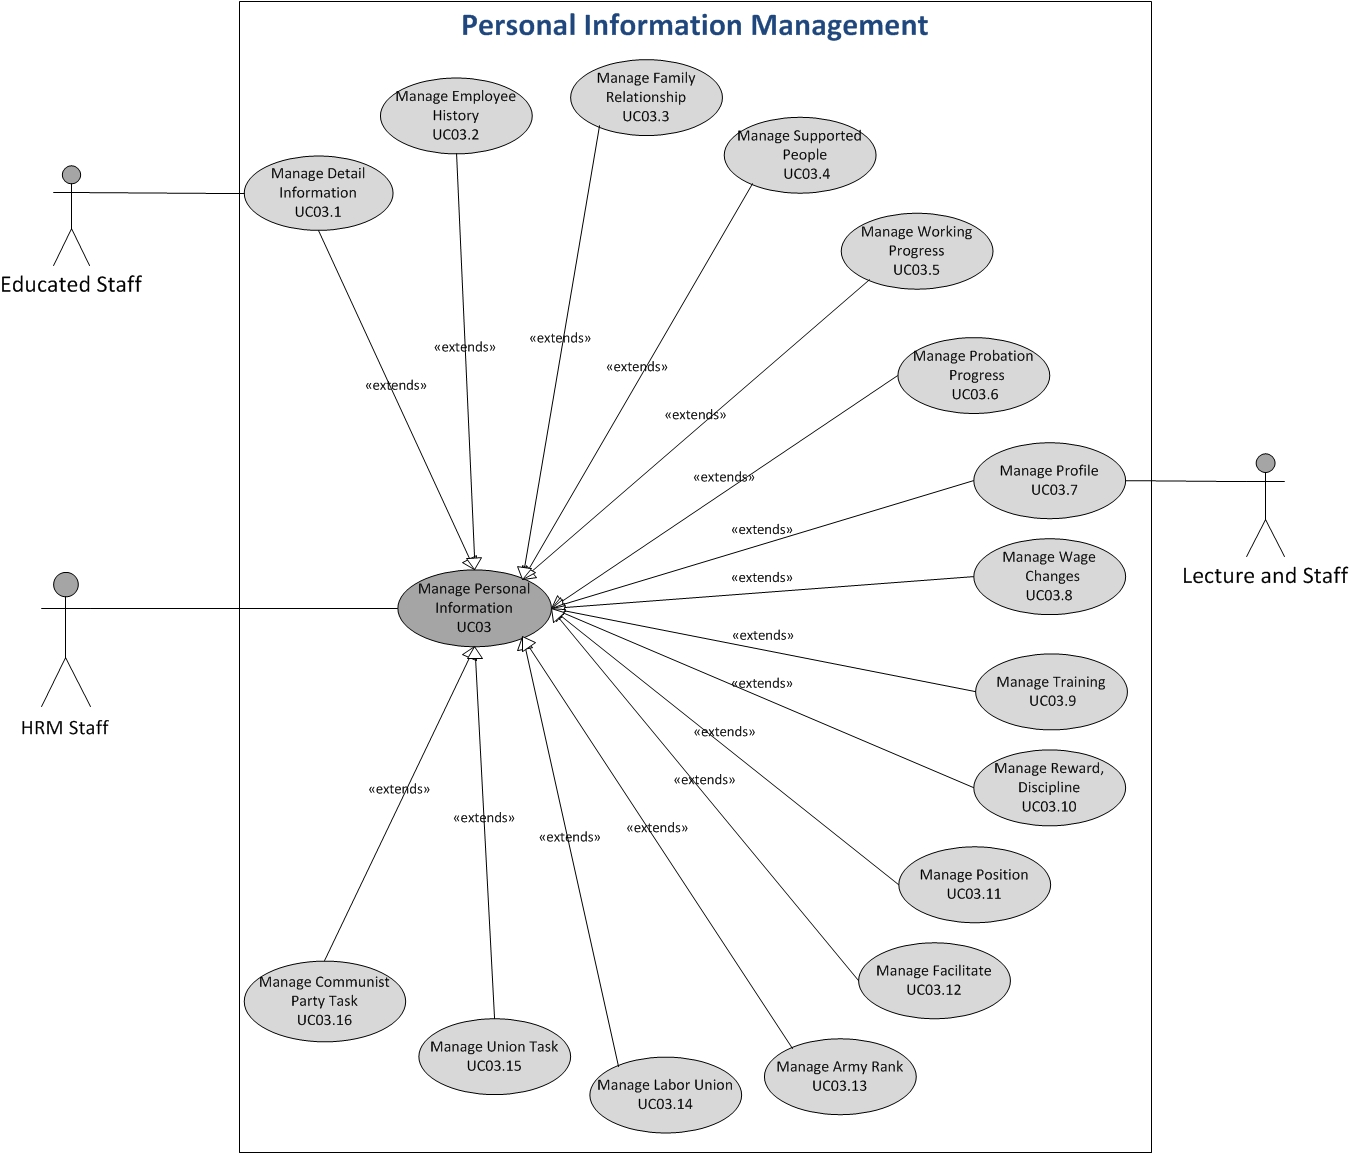 Personal Information Management
Manage Family
Relationship
UC03.3
Manage Employee
History
UC03.2
Manage Supported
People
UC03.4
Manage Detail
Information
UC03.1
Educated Staff
Manage Working
Progress
UC03.5
«extends»
«extends»
«extends»
«extends»
«extends»
Manage Probation
Progress
UC03.6
«extends»
Manage Profile
UC03.7
«extends»
Lecture and Staff
Manage Wage
Changes
UC03.8
«extends»
Manage Personal
Information
UC03
HRM Staff
«extends»
Manage Training
UC03.9
«extends»
Manage Reward,
Discipline
UC03.10
«extends»
«extends»
«extends»
«extends»
«extends»
«extends»
Manage Position
UC03.11
Manage Facilitate
UC03.12
Manage Communist
Party Task
UC03.16
Manage Union Task
UC03.15
Manage Labor Union
UC03.14
Manage Army Rank
UC03.13